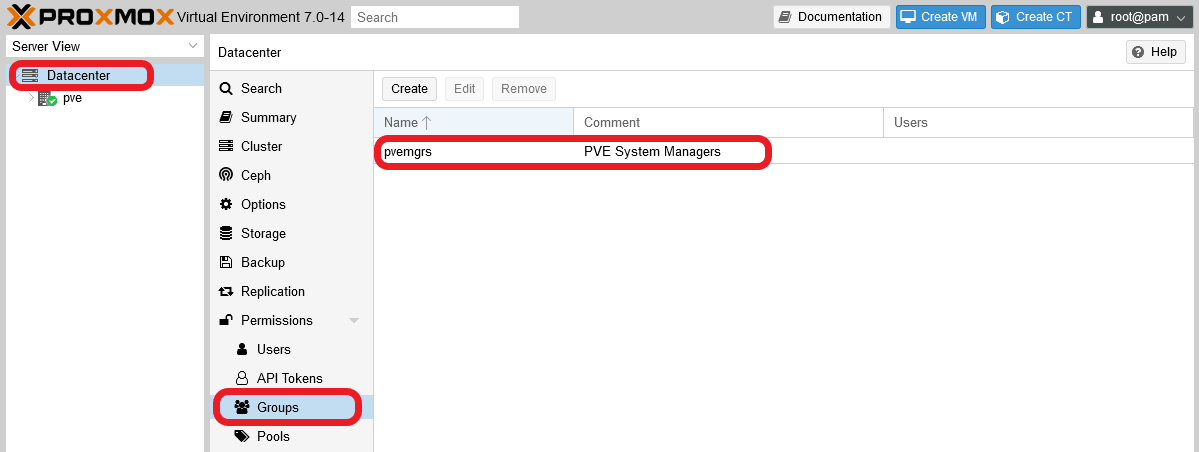 PROXMOX Virtual Environment 7.0-14 Search Documentation Create VM Create CT root@pam
Server View
Datacenter
pve
Datacenter Help
Search
Summary
Cluster
Ceph
Options
Storage
Backup
Replication
Permissions
Users
API Tokens
Groups
Pools
Create Edit Remove
Name Comment Users
pvemgrs PVE System Managers